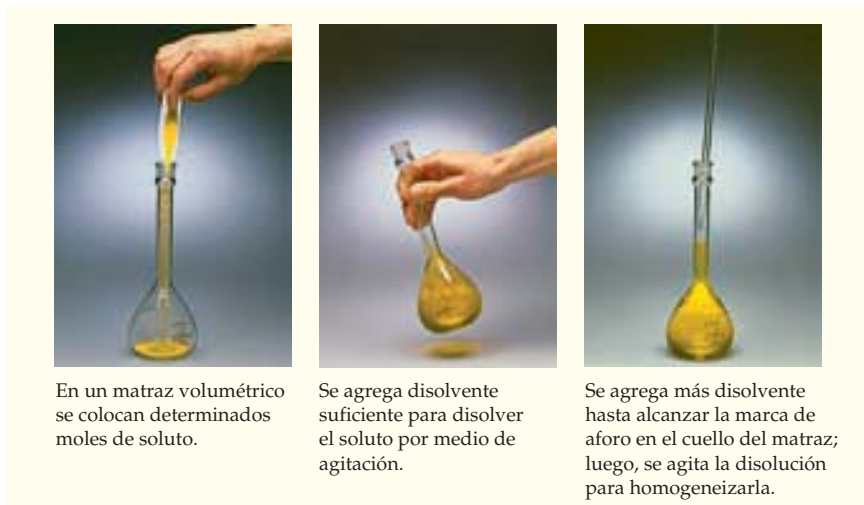 En un matraz volumétrico
se colocan determinados
moles de soluto.
Se agrega disolvente
suficiente para disolver
el soluto por medio de
agitación.
Se agrega más disolvente
hasta alcanzar la marca de
aforo en el cuello del matraz;
luego, se agita la disolución
para homogeneizarla.